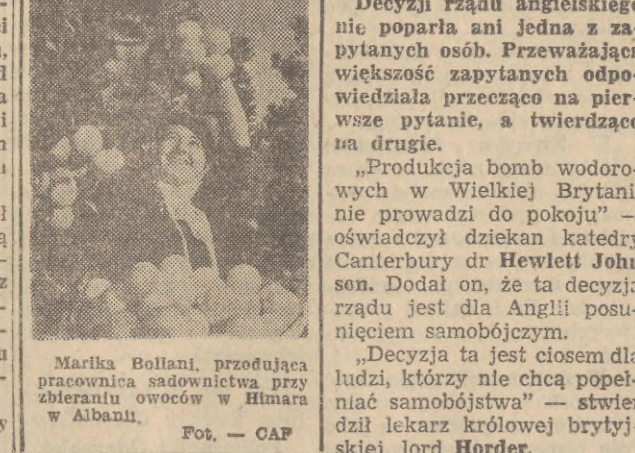 Marika Bollani, przodująca
pracownica sadownictwa przy
zbieraniu owoców w Himara
w Albanii.
Fot. — CAF
Decyzji rządu angielskiego
nie poparła ani jedna z za-
pytanych osób. Przeważając
większość zapytanych odpo-
wiedziała przecząco na pier-
wsze pytanie, a twierdząco
na drugie.
„Produkcja bomb wodoro-
wych w Wielkiej Brytani
nie prowadzi do pokoju” —
oświadczył dziekan katedry
Canterbury dr Hewlett John
son. Dodał on, że ta decyzja
rządu jest dla Anglii posu-
nięciem samobójczym.
„Decyzja ta jest ciosem dla
ludzi, którzy nie chcą popeł-
niać samobójstwa” — stwier
dził lekarz królowej brytyj-
skiej lord Horder.